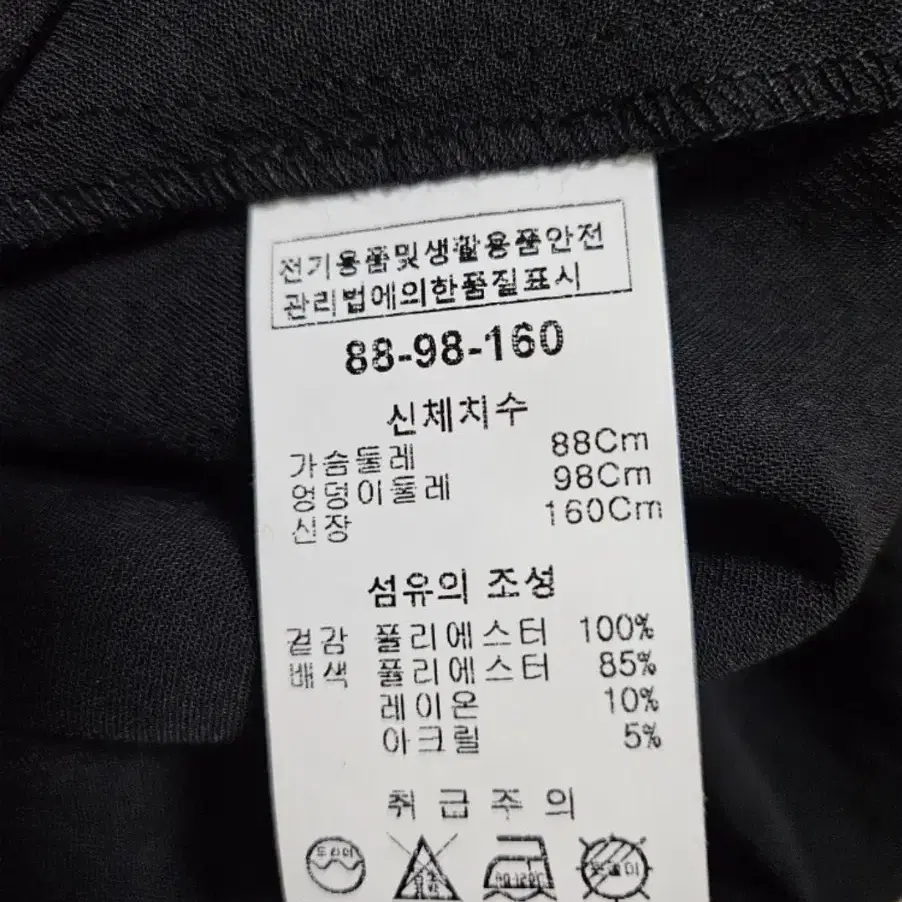 전기용품및생활용품안전
관리법에의한품질표시
88-98-160
신체치수
가슴둘레 88Cm
엉덩이둘레 98Cm
신장 160Cm
섬유의 조성
겉감 폴리에스터 100%
배색 폴리에스터 85%
레이온 10%
아크릴 5%
취급주의
드라이